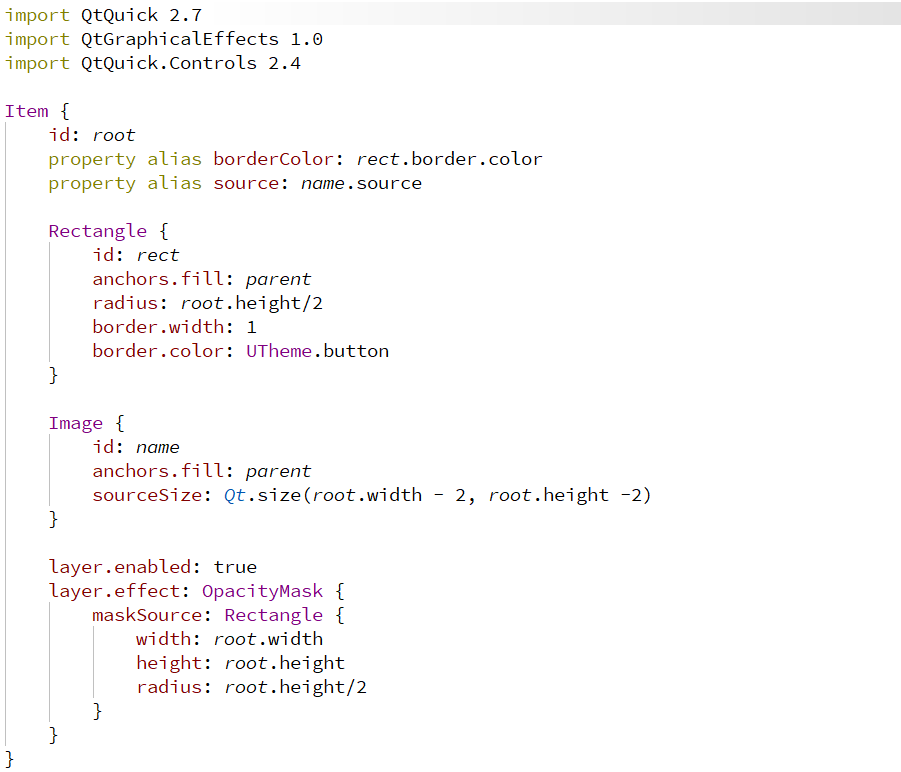 import QtQuick 2.7
import QtGraphicalEffects 1.0
import QtQuick.Controls 2.4

Item {
    id: root
    property alias borderColor: rect.border.color
    property alias source: name.source

    Rectangle {
        id: rect
        anchors.fill: parent
        radius: root.height/2
        border.width: 1
        border.color: UTheme.button
    }

    Image {
        id: name
        anchors.fill: parent
        sourceSize: Qt.size(root.width - 2, root.height -2)
    }

    layer.enabled: true
    layer.effect: OpacityMask {
        maskSource: Rectangle {
            width: root.width
            height: root.height
            radius: root.height/2
        }
    }
}